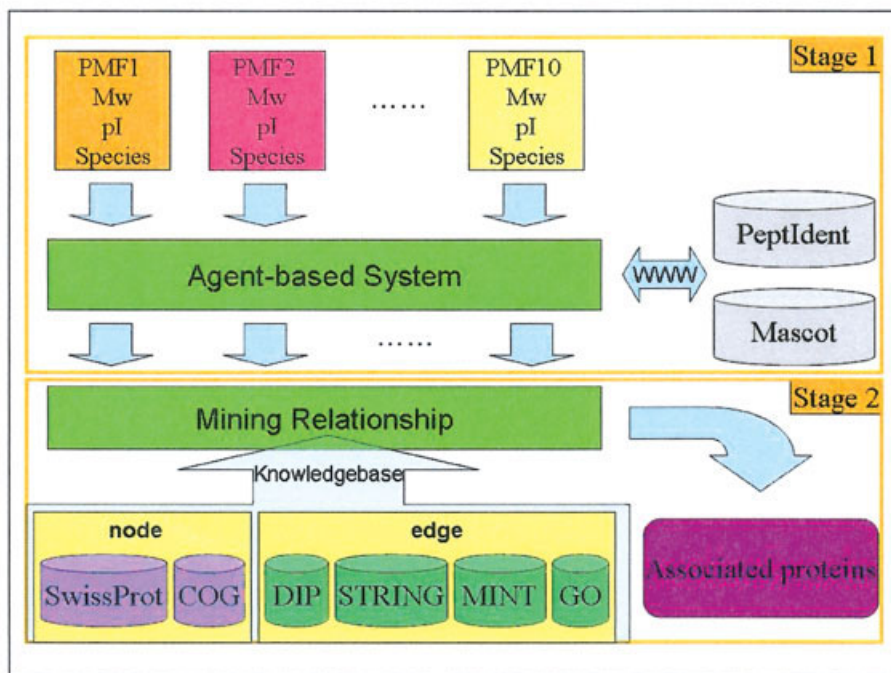 Stage 1
PMF1
Mw
pI
Species
PMF2
Mw
pI
Species
......
PMF10
Mw
pI
Species
Agent-based System
WWW
PeptIdent
Mascot
......
Stage 2
Mining Relationship
Knowledgebase
node
SwissProt
COG
edge
DIP
STRING
MINT
GO
Associated proteins